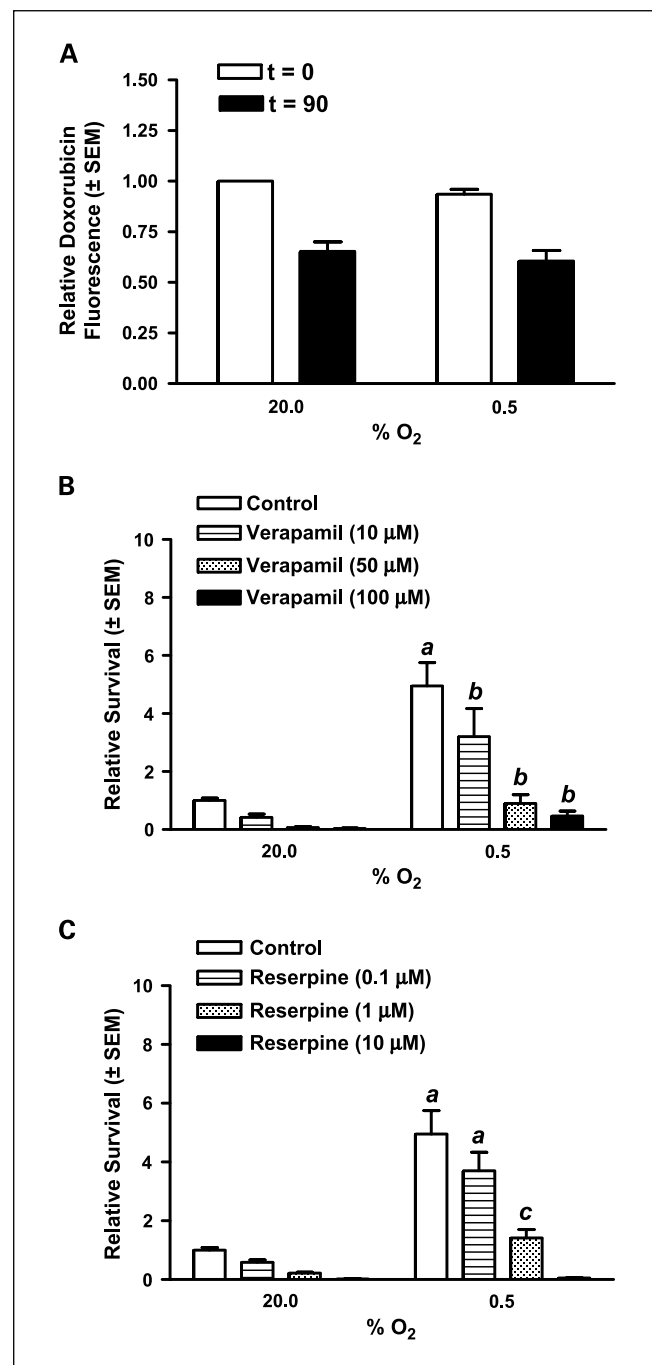 A
t = 0
t = 90
Relative Doxorubicin
Fluorescence (± SEM)
1.50
1.25
1.00
0.75
0.50
0.25
0.00
20.0
0.5
% O₂
B
Control
Verapamil (10 µM)
Verapamil (50 µM)
Verapamil (100 µM)
Relative Survival (± SEM)
10
8
6
4
2
0
a
b
b
b
20.0
0.5
% O₂
C
Control
Reserpine (0.1 µM)
Reserpine (1 µM)
Reserpine (10 µM)
Relative Survival (± SEM)
10
8
6
4
2
0
a
a
c
20.0
0.5
% O₂